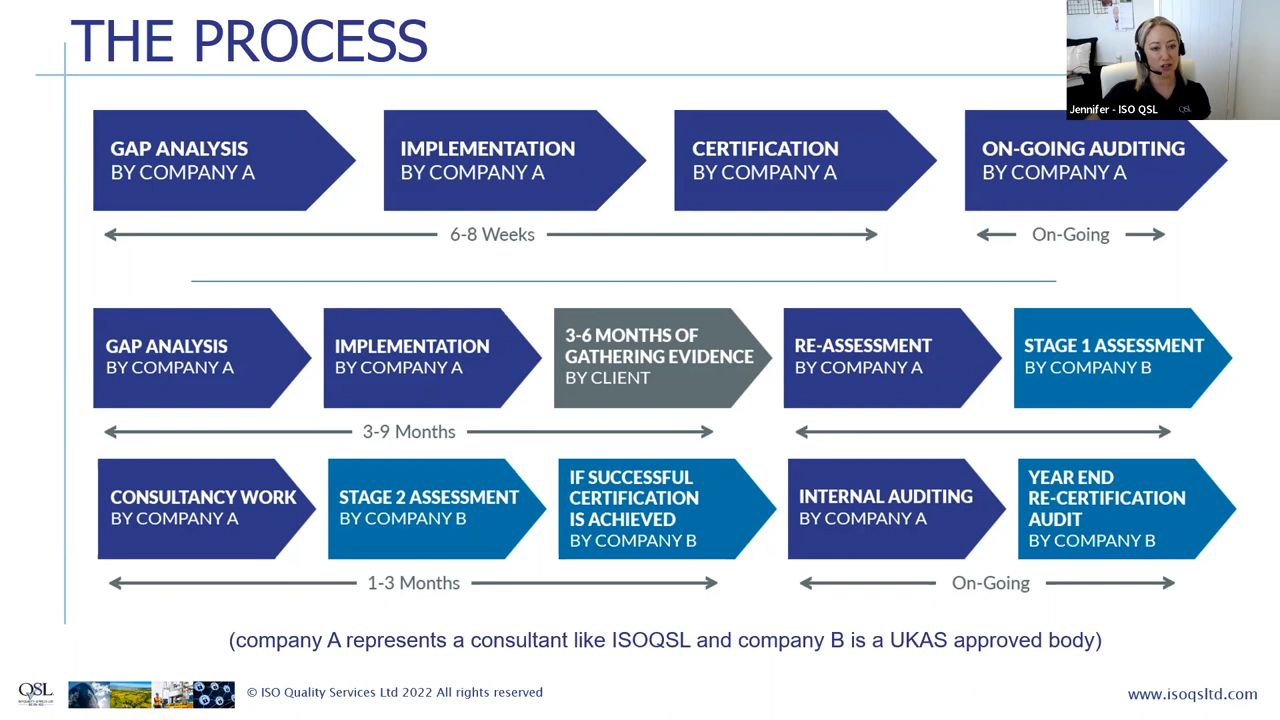 THE PROCESS
Jennifer - ISO QSL
QSL
GAP ANALYSIS
BY COMPANY A
IMPLEMENTATION
BY COMPANY A
CERTIFICATION
BY COMPANY A
ON-GOING AUDITING
BY COMPANY A
6-8 Weeks
On-Going
GAP ANALYSIS
BY COMPANY A
IMPLEMENTATION
BY COMPANY A
3-6 MONTHS OF
GATHERING EVIDENCE
BY CLIENT
RE-ASSESSMENT
BY COMPANY A
STAGE 1 ASSESSMENT
BY COMPANY B
3-9 Months
CONSULTANCY WORK
BY COMPANY A
STAGE 2 ASSESSMENT
BY COMPANY B
IF SUCCESSFUL
CERTIFICATION
IS ACHIEVED
BY COMPANY B
INTERNAL AUDITING
BY COMPANY A
YEAR END
RE-CERTIFICATION
AUDIT
BY COMPANY B
1-3 Months
On-Going
(company A represents a consultant like ISOQSL and company B is a UKAS approved body)
QSL
© ISO Quality Services Ltd 2022 All rights reserved
www.isoqsltd.com